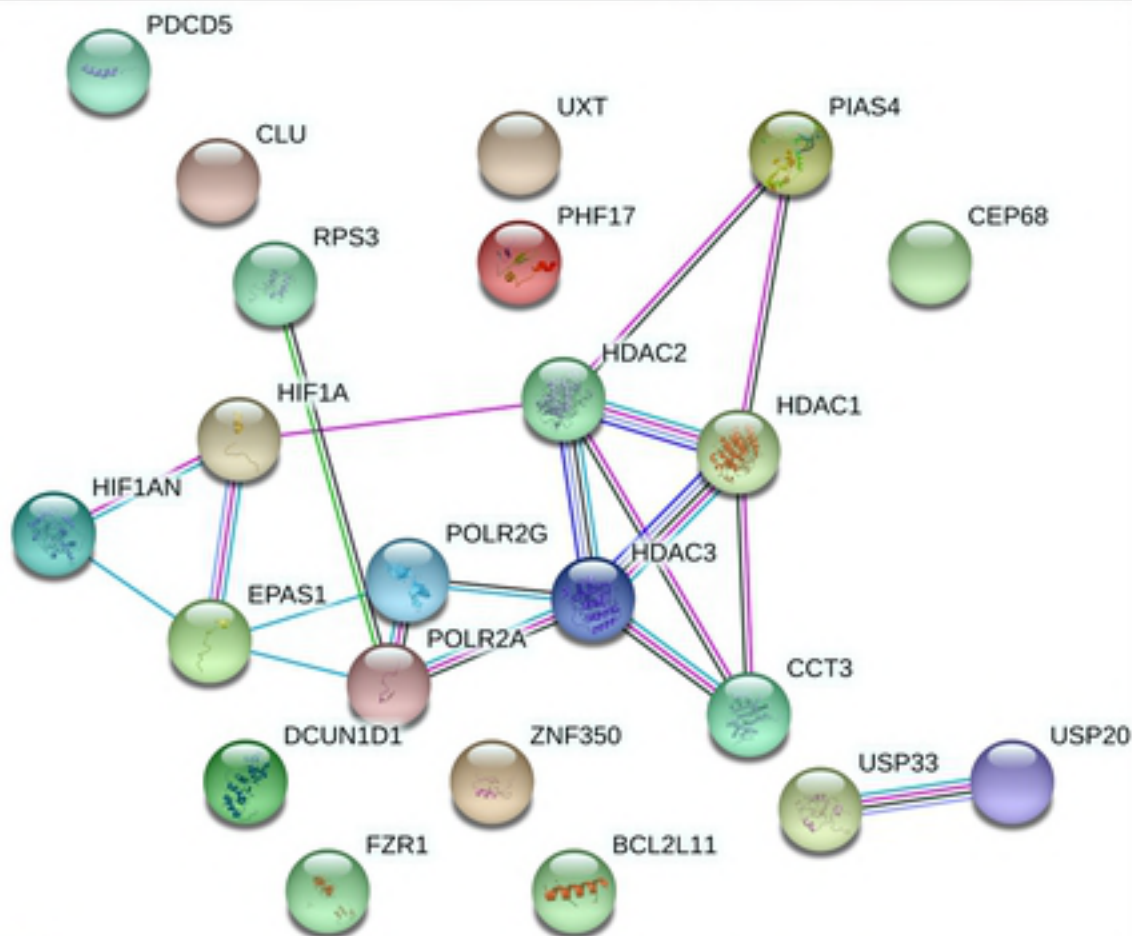 PDCD5
PIAS4
UXT
CLU
PHF17
CEP68
RPS3
HDAC2
HIF1A
HDAC1
HIF1AN
POLR2G
HDAC3
EPAS1
POLR2A
CCT3
DCUN1D1
ZNF350
USP20
USP33
FZR1
BCL2L11